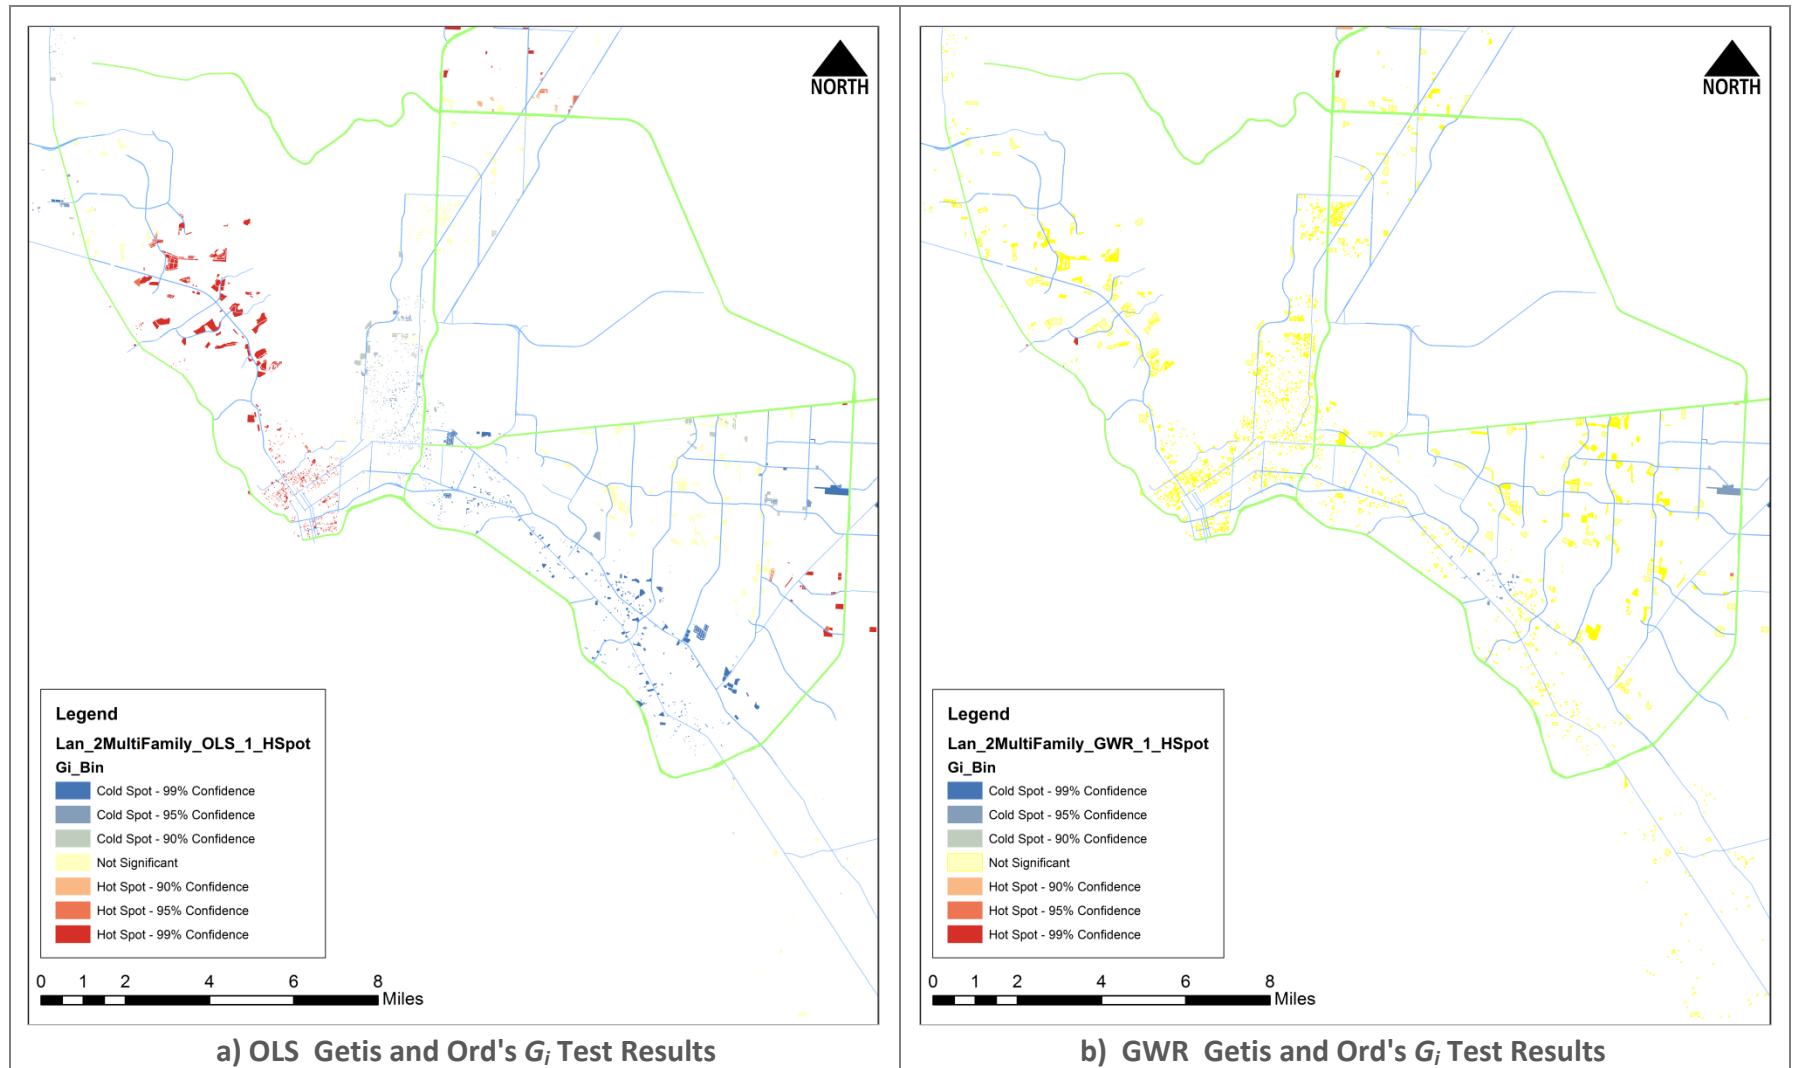 NORTH
Legend
Lan_2MultiFamily_OLS_1_HSpot
Gi_Bin
Cold Spot - 99% Confidence
Cold Spot - 95% Confidence
Cold Spot - 90% Confidence
Not Significant
Hot Spot - 90% Confidence
Hot Spot - 95% Confidence
Hot Spot - 99% Confidence
0 1 2 4 6 8
Miles
a) OLS Getis and Ord's Gi Test Results
NORTH
Legend
Lan_2MultiFamily_GWR_1_HSpot
Gi_Bin
Cold Spot - 99% Confidence
Cold Spot - 95% Confidence
Cold Spot - 90% Confidence
Not Significant
Hot Spot - 90% Confidence
Hot Spot - 95% Confidence
Hot Spot - 99% Confidence
0 1 2 4 6 8
Miles
b) GWR Getis and Ord's Gi Test Results